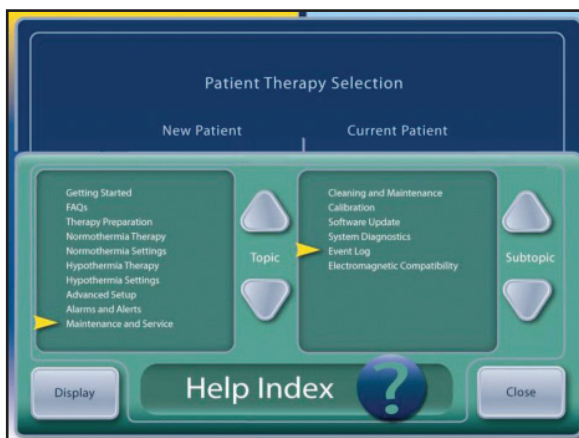 Patient Therapy Selection
New Patient
Current Patient
Getting Started
FAQs
Therapy Preparation
Normothermia Therapy
Normothermia Settings
Hypothermia Therapy
Hypothermia Settings
Advanced Setup
Alarms and Alerts
Maintenance and Service
Topic
Cleaning and Maintenance
Calibration
Software Update
System Diagnostics
Event Log
Electromagnetic Compatibility
Subtopic
Display
Help Index
?
Close